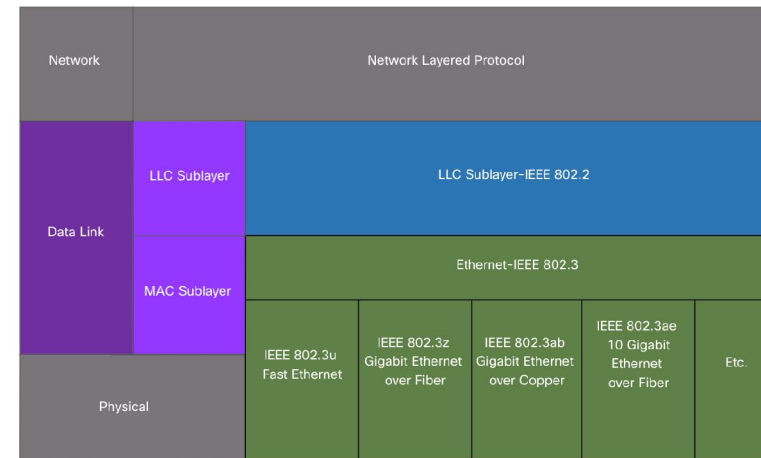 Network
Network Layered Protocol
Data Link
LLC Sublayer
LLC Sublayer-IEEE 802.2
MAC Sublayer
Ethernet-IEEE 802.3
Physical
IEEE 802.3u
Fast Ethernet
IEEE 802.3z
Gigabit Ethernet
over Fiber
IEEE 802.3ab
Gigabit Ethernet
over Copper
IEEE 802.3ae
10 Gigabit
Ethernet
over Fiber
Etc.